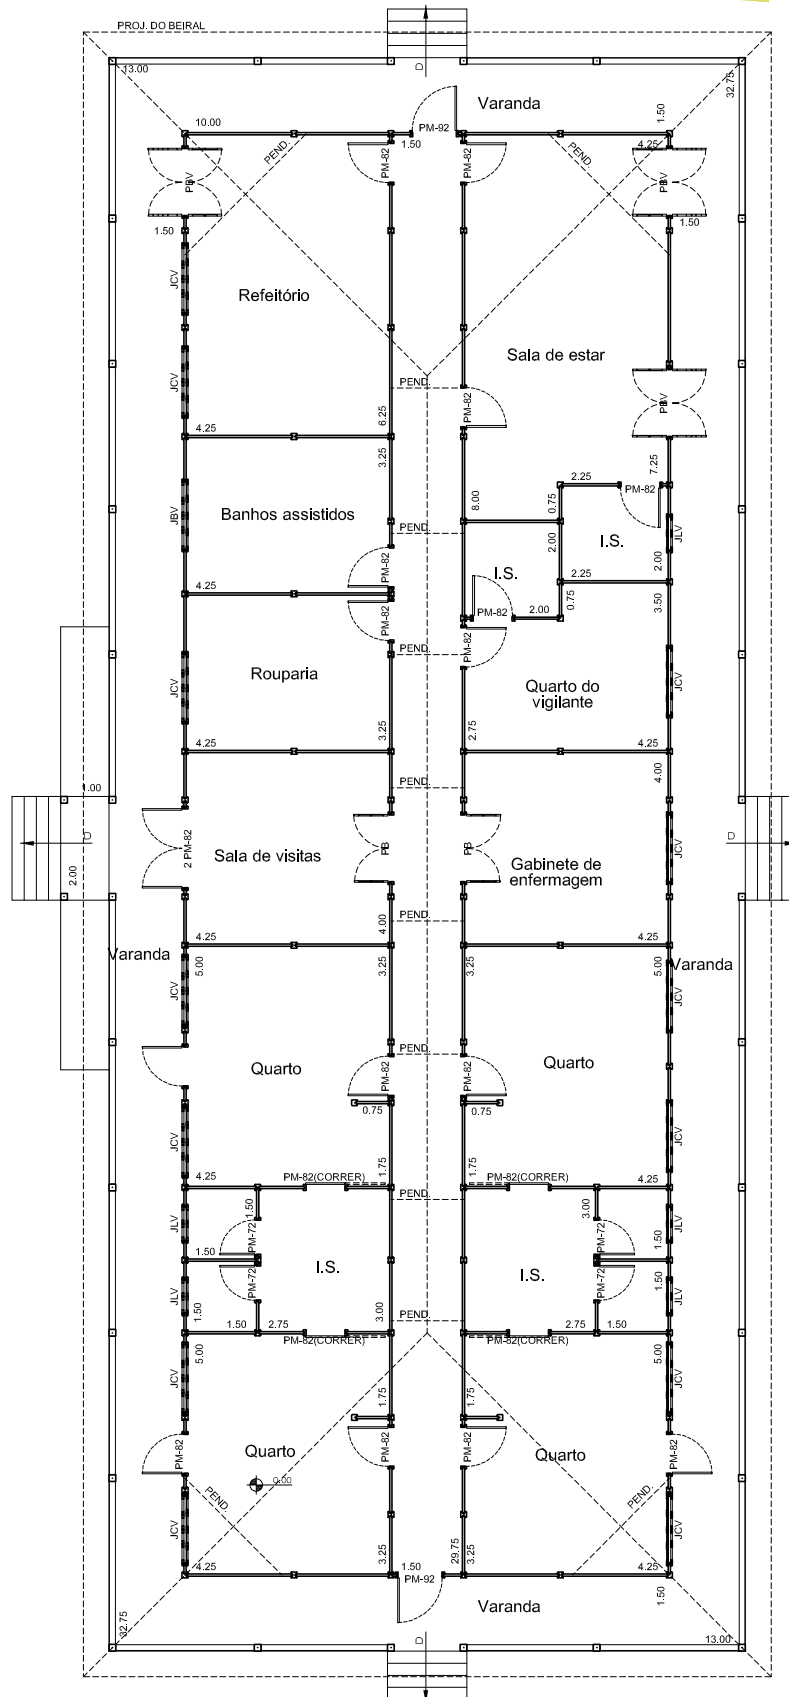 PROJ. DO BEIRAL
D
13.00
32.75
Varanda
1.50
10.00
PM-92
1.50
4.25
PEND.
PM-82
PM-82
PEND.
PBV
PBV
1.50
1.50
JCV
Refeitório
Sala de estar
JCV
PEND.
PM-82
PBV
6.25
4.25
3.25
7.25
2.25
PM-82
JBV
Banhos assistidos
8.00
0.75
PEND.
2.00
I.S.
JLV
I.S.
2.00
PM-82
2.25
4.25
3.50
PM-82
2.00
0.75
PM-82
PEND.
PM-82
JCV
Rouparia
Quarto do
vigilante
JCV
3.25
2.75
4.25
4.25
4.00
1.00
PEND.
D
2 PM-82
Sala de visitas
PB
PB
Gabinete de
enfermagem
JCV
D
2.00
4.00
PEND.
4.25
4.25
Varanda
5.00
3.25
3.25
5.00
Varanda
JCV
JCV
PEND.
Quarto
PM-82
PM-82
Quarto
0.75
0.75
JCV
JCV
1.75
1.75
4.25
PM-82(CORRER)
PM-82(CORRER)
4.25
1.50
PEND.
3.00
JLV
JLV
PM-72
PM-72
1.50
1.50
I.S.
I.S.
PM-72
PM-72
1.50
JLV
JLV
1.50
3.00
PEND.
1.50
2.75
2.75
1.50
PM-82(CORRER)
PM-82(CORRER)
5.00
5.00
JCV
JCV
1.75
1.75
PM-82
Quarto
PM-82
PM-82
Quarto
PM-82
0.00
PEND.
PEND.
JCV
JCV
3.25
1.50
29.75
3.25
4.25
4.25
PM-92
1.50
Varanda
32.75
D
13.00